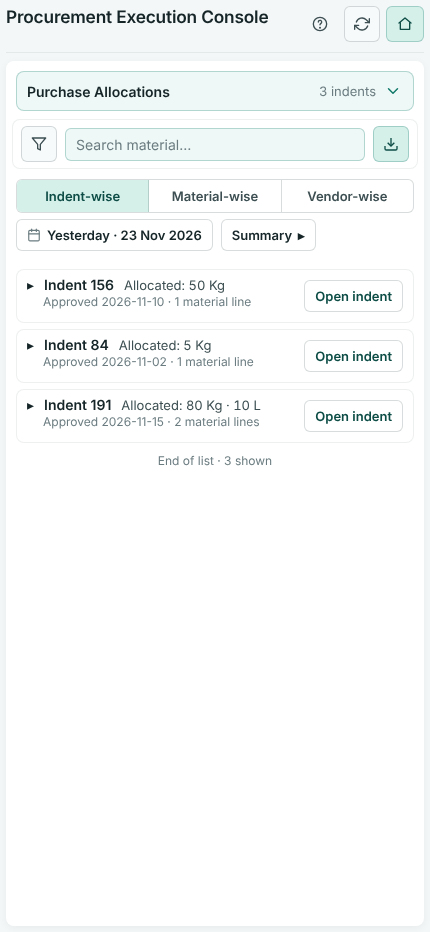 Procurement Execution Console
Purchase Allocations 3 indents
Search material...
Indent-wise Material-wise Vendor-wise
Yesterday · 23 Nov 2026 Summary ▸
▸ Indent 156 Allocated: 50 Kg
Approved 2026-11-10 · 1 material line
Open indent
▸ Indent 84 Allocated: 5 Kg
Approved 2026-11-02 · 1 material line
Open indent
▸ Indent 191 Allocated: 80 Kg · 10 L
Approved 2026-11-15 · 2 material lines
Open indent
End of list · 3 shown